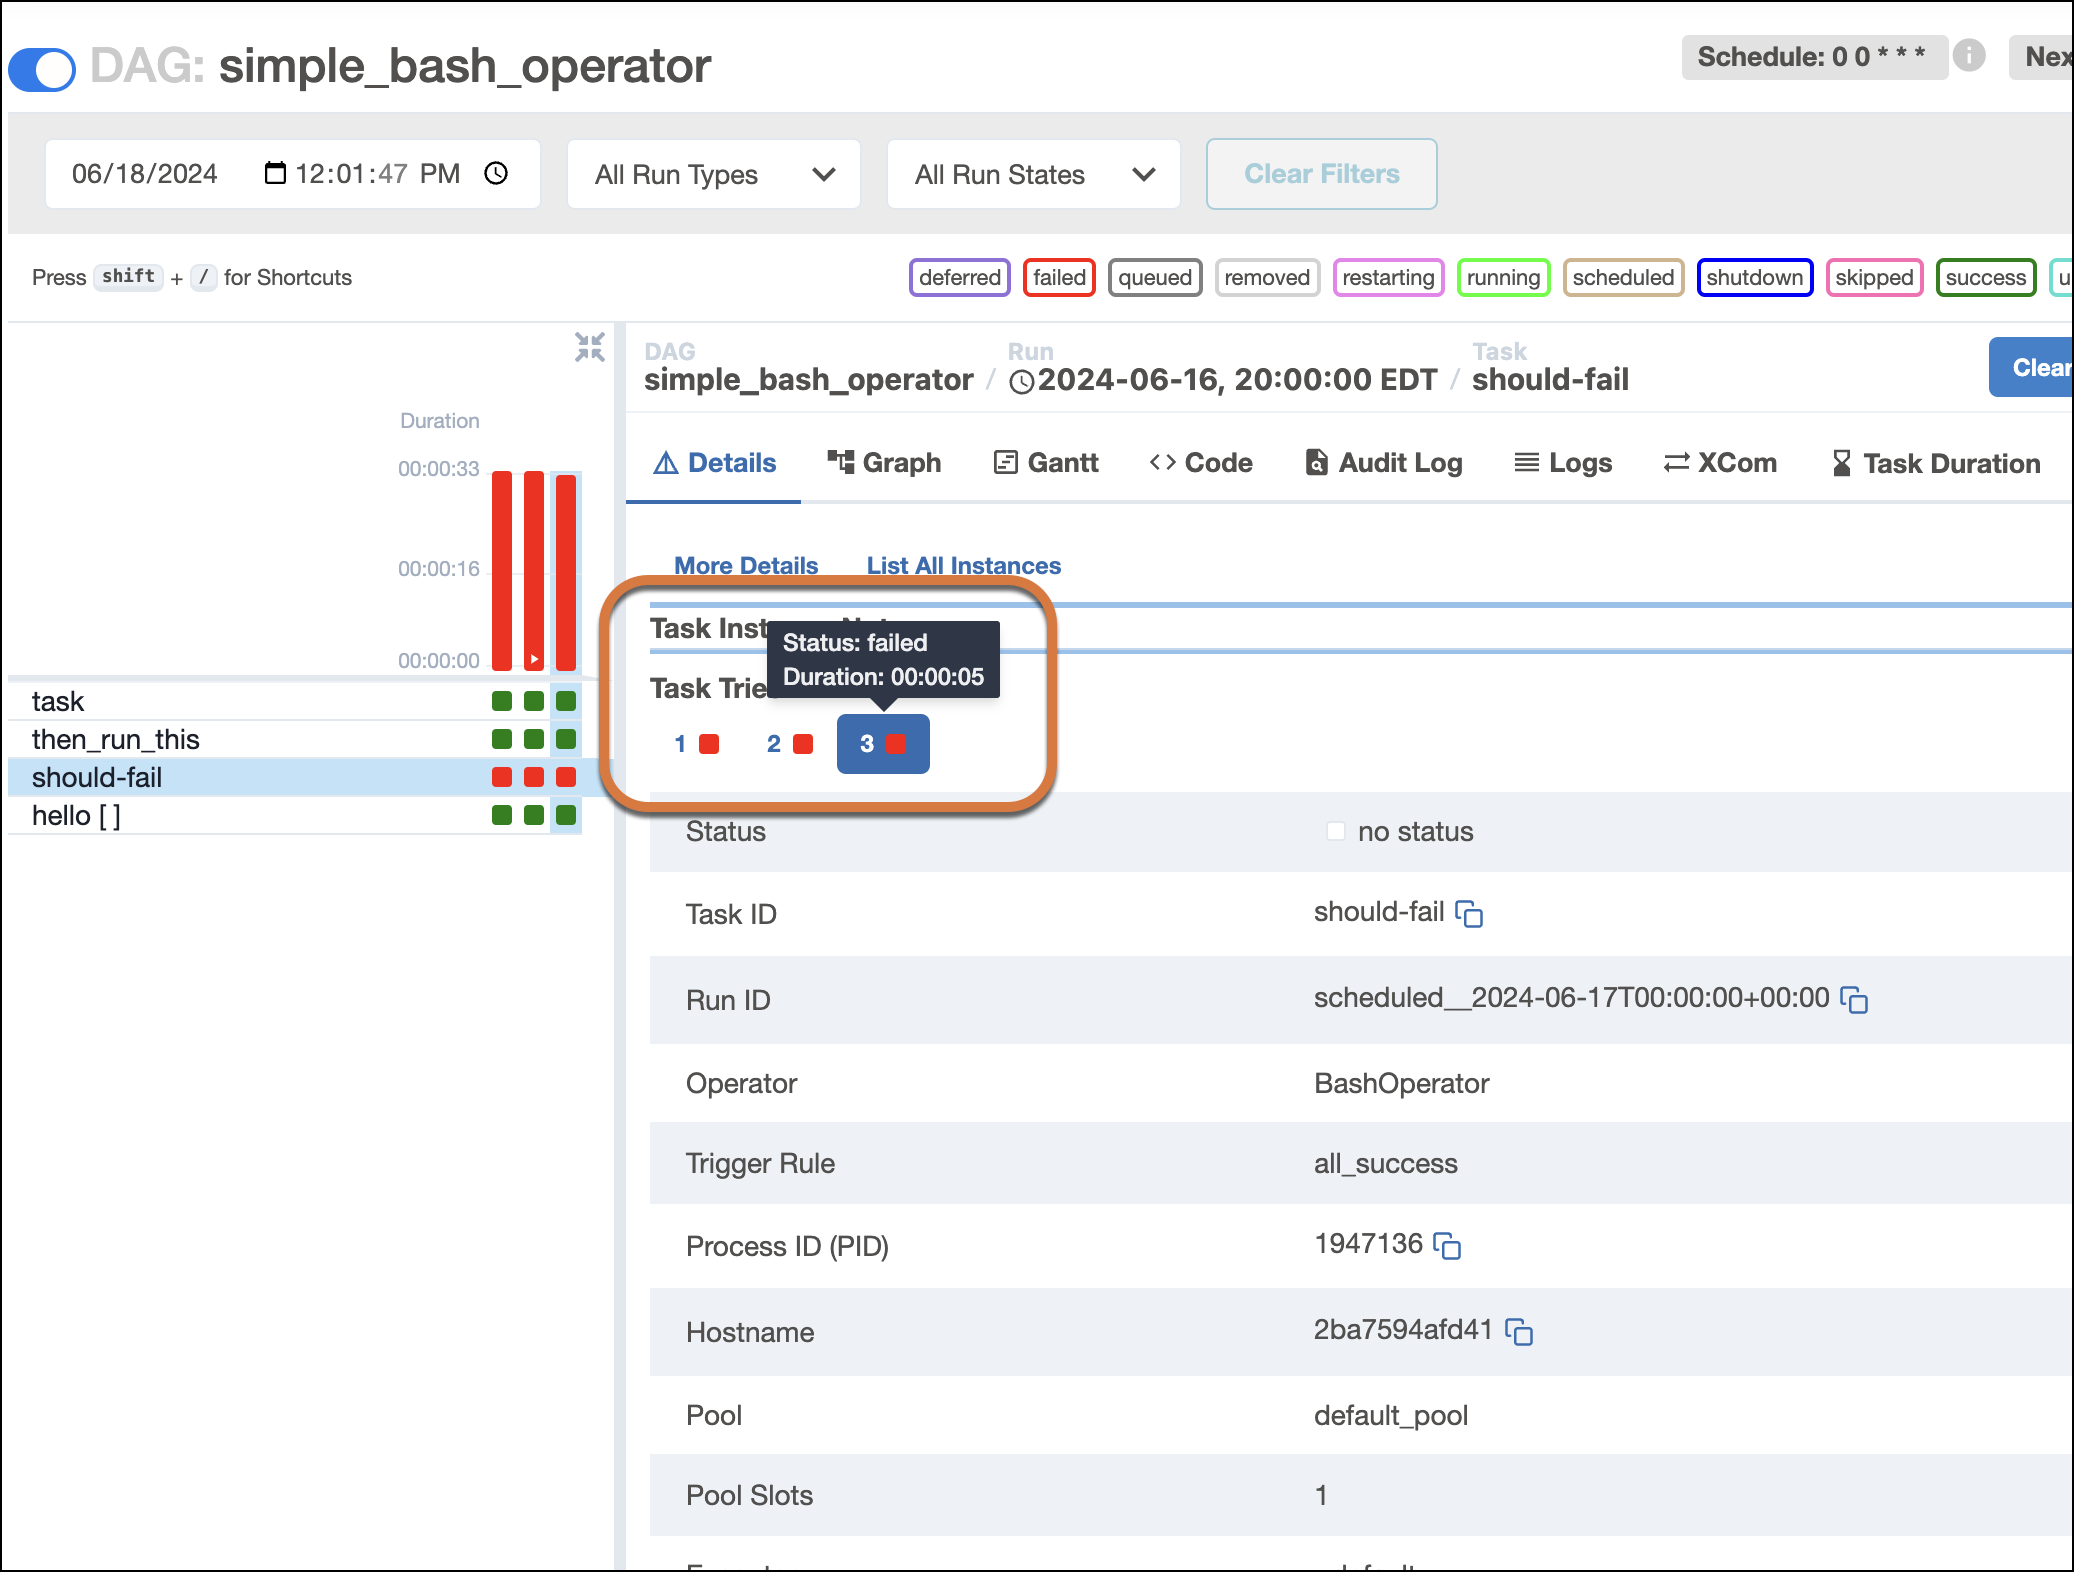 DAG: simple_bash_operator
Schedule: 0 0 * * *
06/18/2024 12:01:47 PM
All Run Types
All Run States
Clear Filters
Press shift + / for Shortcuts
deferred failed queued removed restarting running scheduled shutdown skipped success
DAG
simple_bash_operator
/
Run
2024-06-16, 20:00:00 EDT
/
Task
should-fail
Clear
Duration
00:00:33
00:00:16
00:00:00
task
then_run_this
should-fail
hello [ ]
Details Graph Gantt Code Audit Log Logs XCom Task Duration
More Details List All Instances
Task
Status: failed
Duration: 00:00:05
Task
1 2 3
Status no status
Task ID should-fail
Run ID scheduled__2024-06-17T00:00:00+00:00
Operator BashOperator
Trigger Rule all_success
Process ID (PID) 1947136
Hostname 2ba7594afd41
Pool default_pool
Pool Slots 1